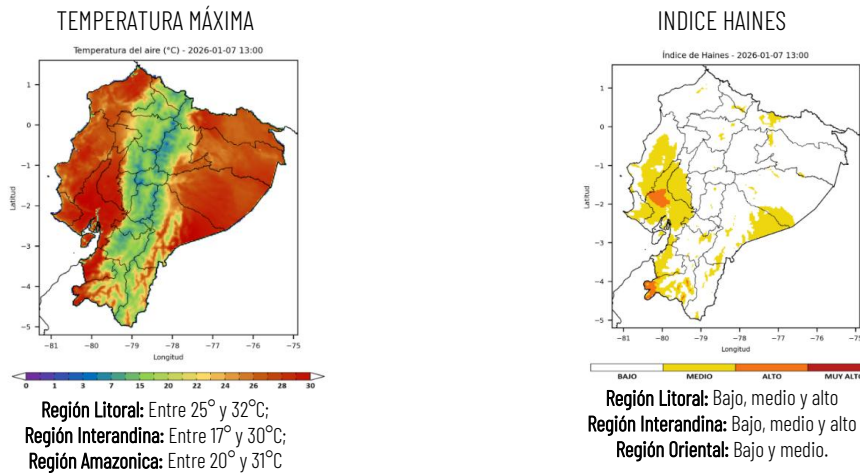 TEMPERATURA MÁXIMA
Temperatura del aire (°C) - 2026-01-07 13:00
Latitud
1
0
−1
−2
−3
−4
−5
−81 −80 −79 −78 −77 −76 −75
Longitud
0 1 3 7 20 22 24 26 28 30
Región Litoral: Entre 25° y 32°C;
Región Interandina: Entre 17° y 30°C;
Región Amazonica: Entre 20° y 31°C
INDICE HAINES
Índice de Haines - 2026-01-07 13:00
Latitud
1
0
−1
−2
−3
−4
−5
−81 −80 −79 −78 −77 −76 −75
Longitud
BAJO MEDIO ALTO MUY ALTO
Región Litoral: Bajo, medio y alto
Región Interandina: Bajo, medio y alto
Región Oriental: Bajo y medio.